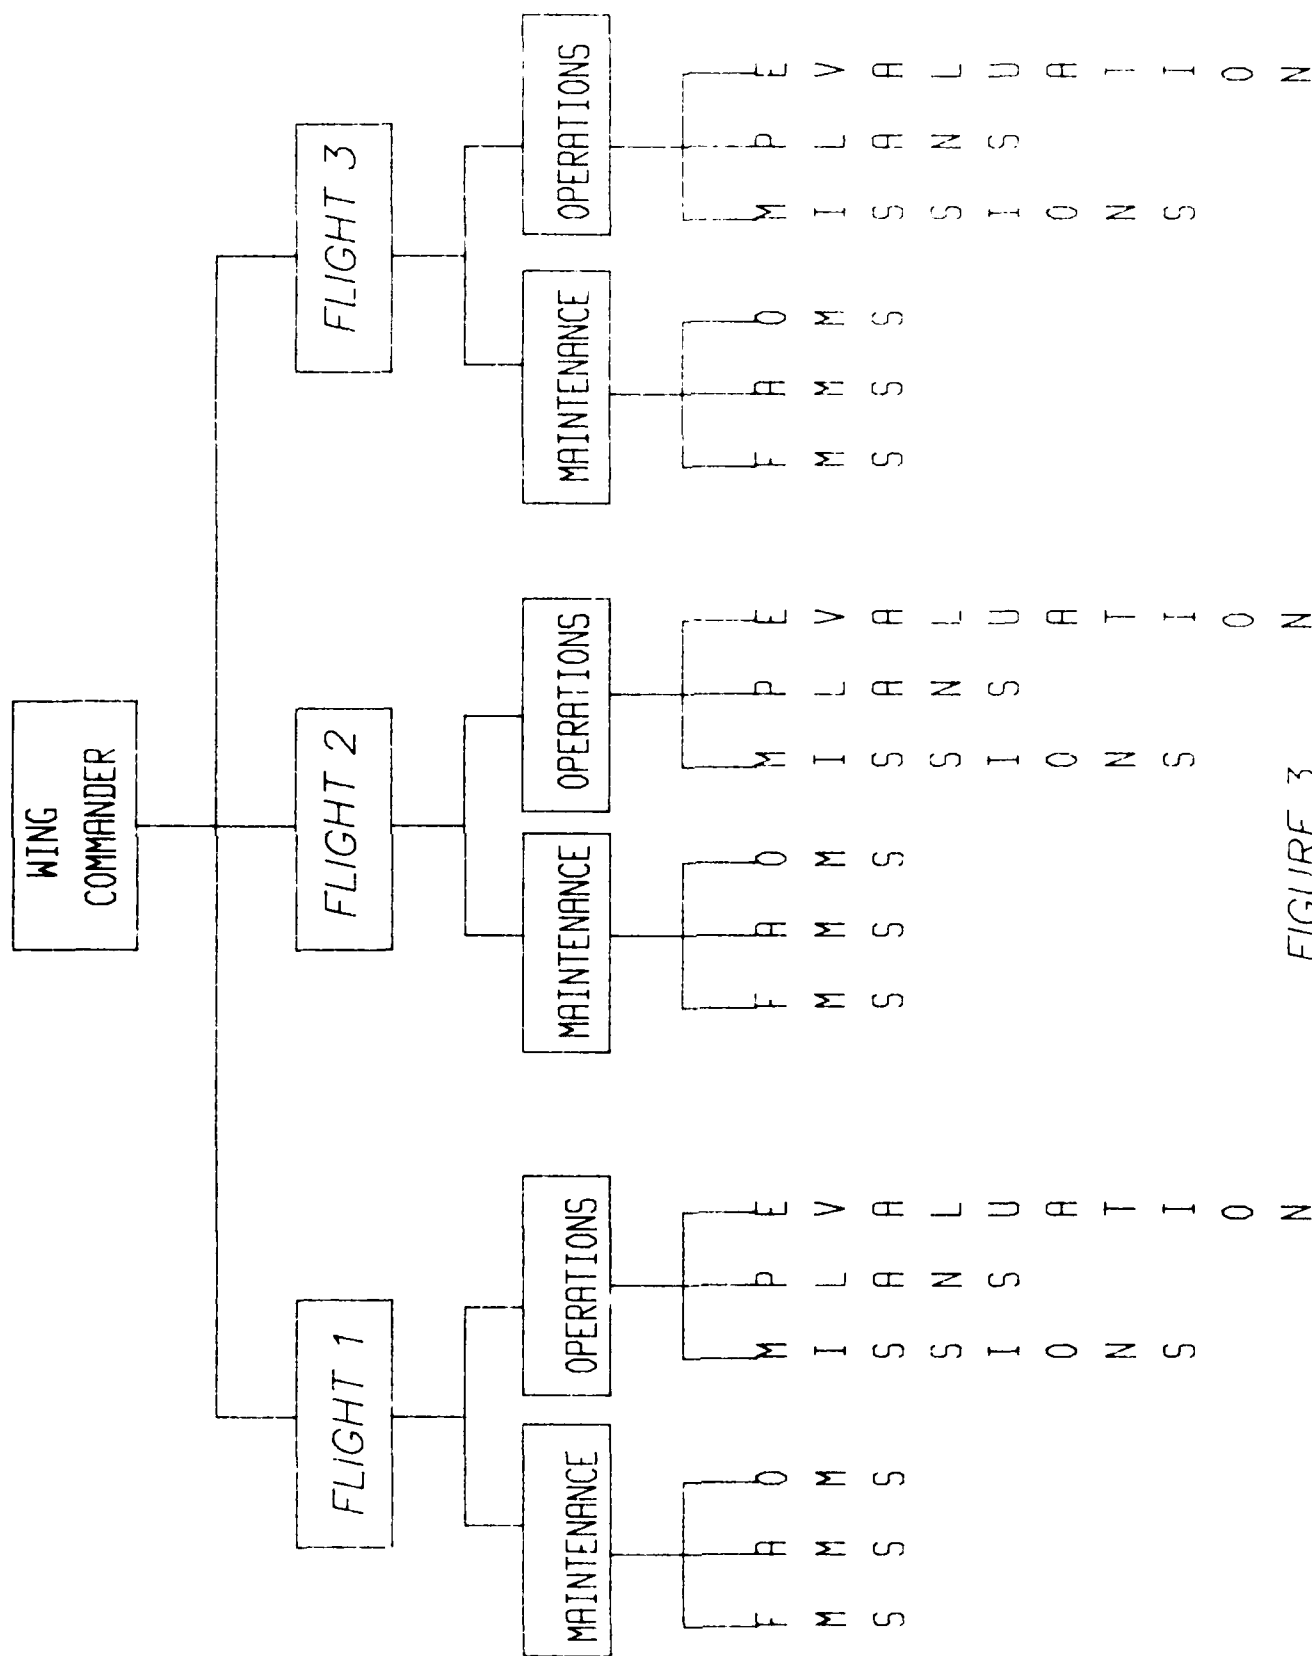 WING
COMMANDER
FLIGHT 1
FLIGHT 2
FLIGHT 3
MAINTENANCE
OPERATIONS
MAINTENANCE
OPERATIONS
MAINTENANCE
OPERATIONS
FMS
AMS
OMS
MISSIONS
PLANS
EVALUATION
FMS
AMS
OMS
MISSIONS
PLANS
EVALUATION
FMS
AMS
OMS
MISSIONS
PLANS
EVALUATION
FIGURE 3